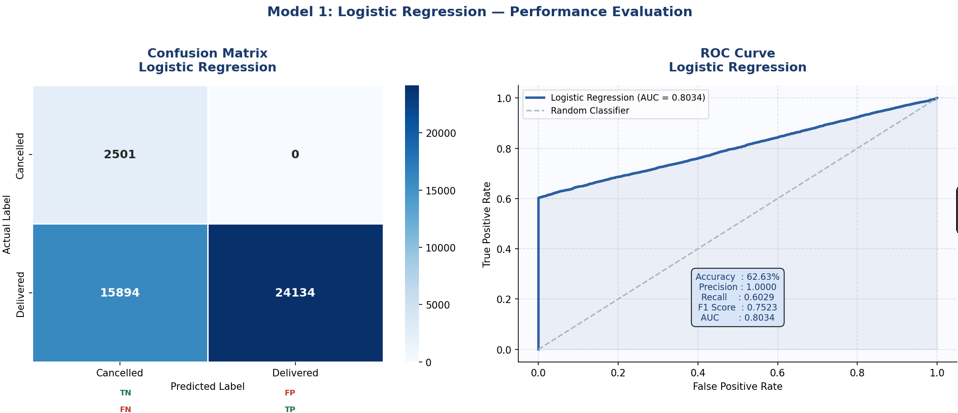 Model 1: Logistic Regression — Performance Evaluation
Confusion Matrix
Logistic Regression
Actual Label
Cancelled
Delivered
2501
0
15894
24134
Cancelled
Delivered
Predicted Label
TN
FP
FN
TP
20000
15000
10000
5000
0
ROC Curve
Logistic Regression
True Positive Rate
1.0
0.8
0.6
0.4
0.2
0.0
Logistic Regression (AUC = 0.8034)
Random Classifier
Accuracy : 62.63%
Precision : 1.0000
Recall : 0.6029
F1 Score : 0.7523
AUC : 0.8034
0.0
0.2
0.4
0.6
0.8
1.0
False Positive Rate